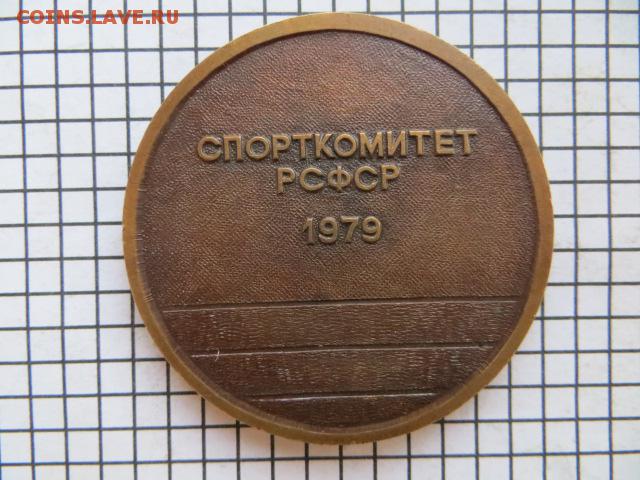 COINS.LAVE.RU
СПОРТКОМИТЕТ
РСФСР
1979